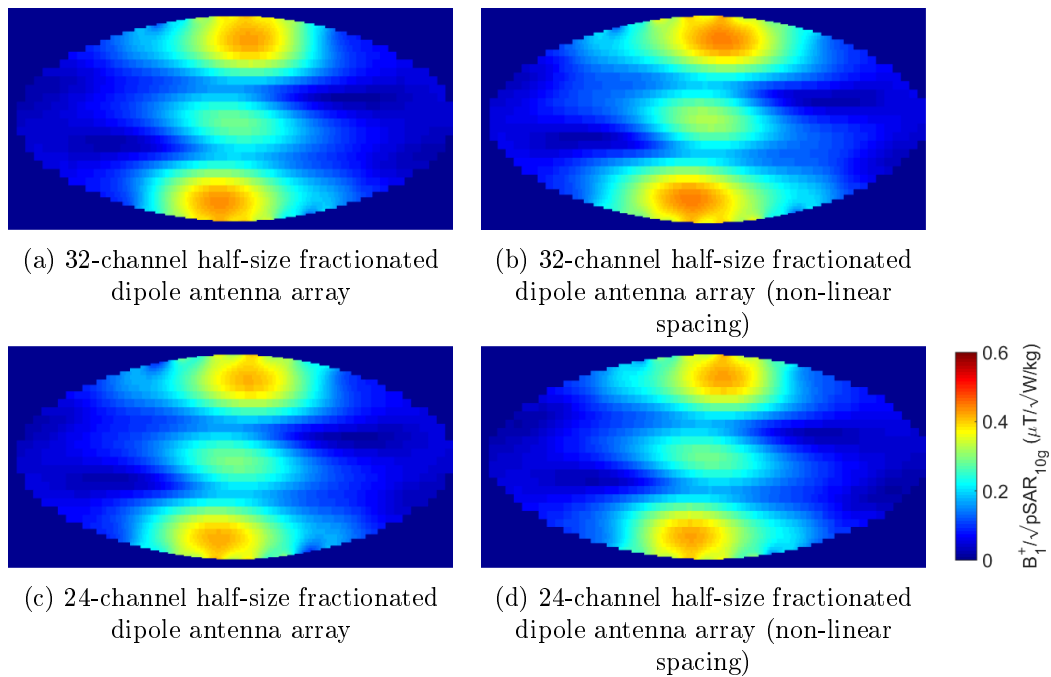 (a) 32-channel half-size fractionated
dipole antenna array
(b) 32-channel half-size fractionated
dipole antenna array (non-linear
spacing)
0.6
0.4
0.2
0
B₁⁺/√pSAR₁₀g (μT/√W/kg)
(c) 24-channel half-size fractionated
dipole antenna array
(d) 24-channel half-size fractionated
dipole antenna array (non-linear
spacing)